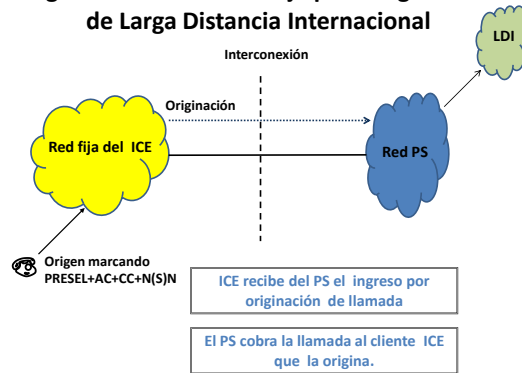 de Larga Distancia Internacional
LDI
Interconexión
Originación
Red fija del ICE
Red PS
Origen marcando
PRESEL+AC+CC+N(S)N
ICE recibe del PS el ingreso por
originación de llamada
El PS cobra la llamada al cliente ICE
que la origina.